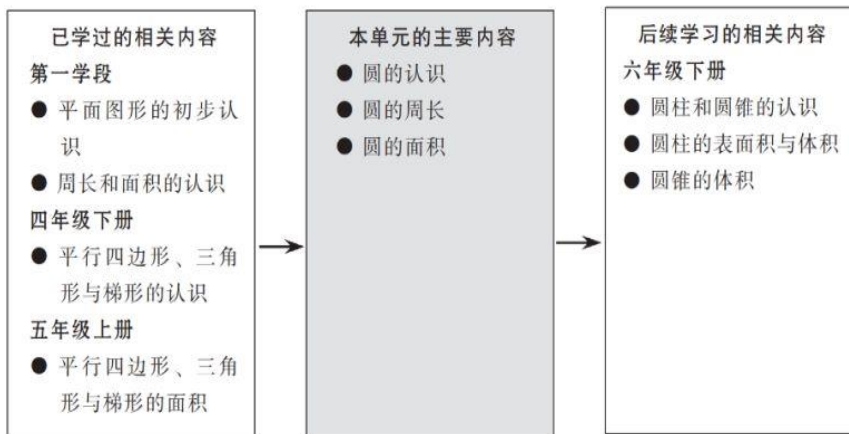 已学过的相关内容
第一学段
● 平面图形的初步认
识
● 周长和面积的认识
四年级下册
● 平行四边形、三角
形与梯形的认识
五年级上册
● 平行四边形、三角
形与梯形的面积
本单元的主要内容
● 圆的认识
● 圆的周长
● 圆的面积
后续学习的相关内容
六年级下册
● 圆柱和圆锥的认识
● 圆柱的表面积与体积
● 圆锥的体积